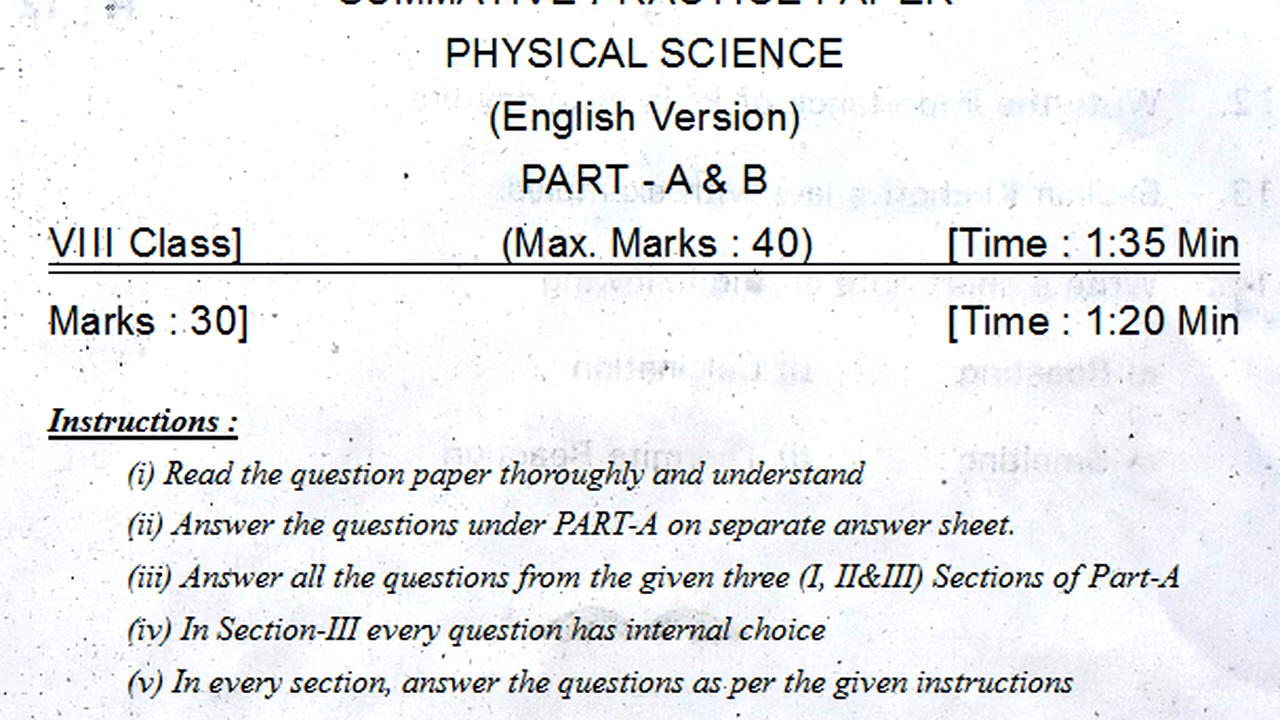 SUMMATIVE PRACTICE PAPER
PHYSICAL SCIENCE
(English Version)
PART - A & B
VIII Class] (Max. Marks : 40) [Time : 1:35 Min
Marks : 30] [Time : 1:20 Min
Instructions :
(i) Read the question paper thoroughly and understand
(ii) Answer the questions under PART-A on separate answer sheet.
(iii) Answer all the questions from the given three (I, II&III) Sections of Part-A
(iv) In Section-III every question has internal choice
(v) In every section, answer the questions as per the given instructions